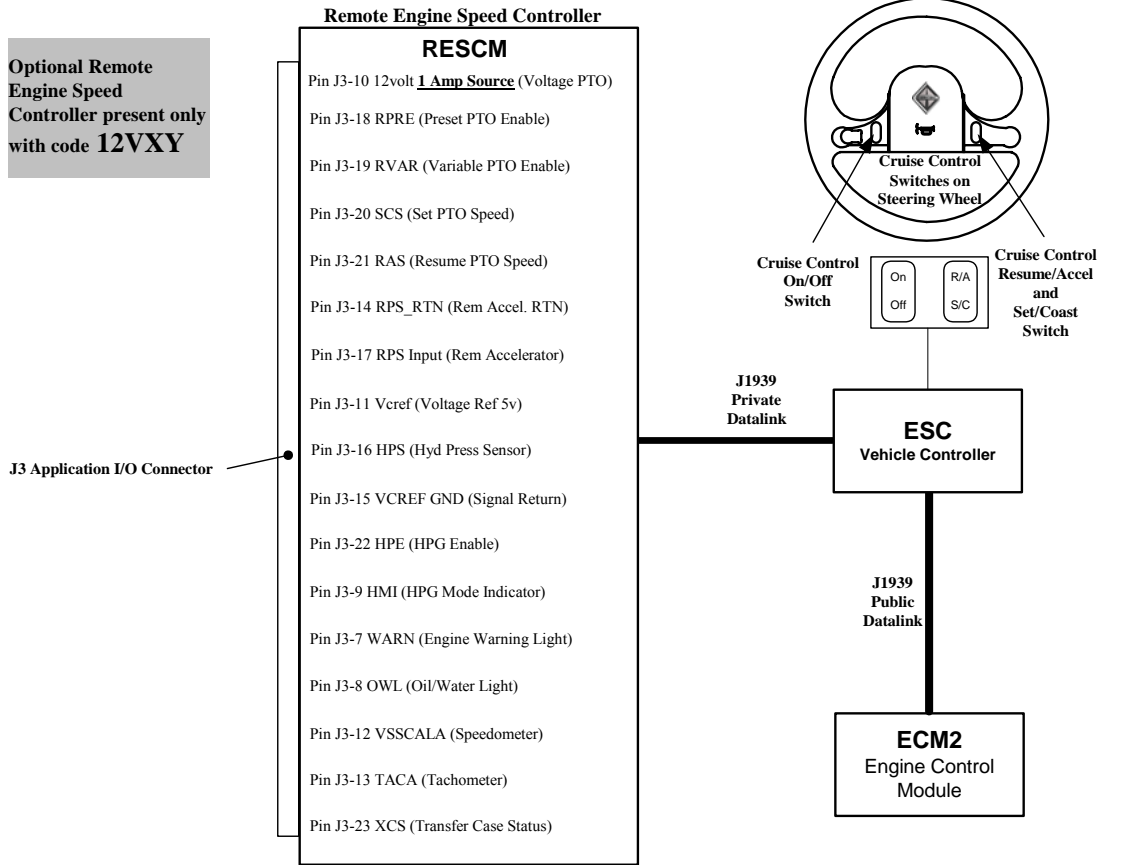 Remote Engine Speed Controller
Optional Remote
Engine Speed
Controller present only
with code 12VXY
RESCM
Pin J3-10 12volt 1 Amp Source (Voltage PTO)
Pin J3-18 RPRE (Preset PTO Enable)
Pin J3-19 RVAR (Variable PTO Enable)
Pin J3-20 SCS (Set PTO Speed)
Pin J3-21 RAS (Resume PTO Speed)
Pin J3-14 RPS_RTN (Rem Accel. RTN)
Pin J3-17 RPS Input (Rem Accelerator)
Pin J3-11 Vcref (Voltage Ref 5v)
Pin J3-16 HPS (Hyd Press Sensor)
Pin J3-15 VCREF GND (Signal Return)
Pin J3-22 HPE (HPG Enable)
Pin J3-9 HMI (HPG Mode Indicator)
Pin J3-7 WARN (Engine Warning Light)
Pin J3-8 OWL (Oil/Water Light)
Pin J3-12 VSSCALA (Speedometer)
Pin J3-13 TACA (Tachometer)
Pin J3-23 XCS (Transfer Case Status)
J3 Application I/O Connector
Cruise Control
Switches on
Steering Wheel
Cruise Control
On/Off
Switch
On
Off
R/A
S/C
Cruise Control
Resume/Accel
and
Set/Coast
Switch
J1939
Private
Datalink
ESC
Vehicle Controller
J1939
Public
Datalink
ECM2
Engine Control
Module